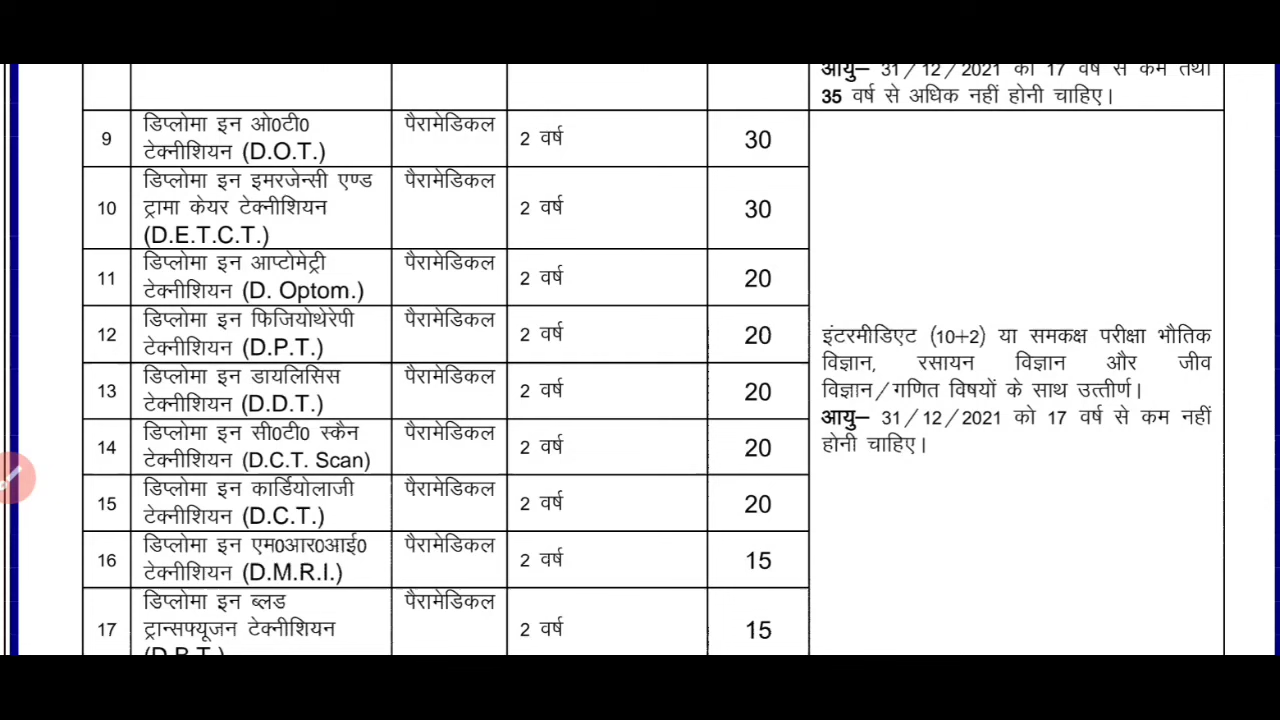 आयु– 31/12/2021 को 17 वर्ष से कम तथा
35 वर्ष से अधिक नहीं होनी चाहिए।
9 डिप्लोमा इन ओ0टी0 पैरामेडिकल 2 वर्ष 30
टेक्नीशियन (D.O.T.)
10 डिप्लोमा इन इमरजेन्सी एण्ड पैरामेडिकल 2 वर्ष 30
ट्रामा केयर टेक्नीशियन
(D.E.T.C.T.)
11 डिप्लोमा इन आप्टोमेट्री पैरामेडिकल 2 वर्ष 20
टेक्नीशियन (D. Optom.)
12 डिप्लोमा इन फिजियोथेरेपी पैरामेडिकल 2 वर्ष 20
टेक्नीशियन (D.P.T.)
13 डिप्लोमा इन डायलिसिस पैरामेडिकल 2 वर्ष 20
टेक्नीशियन (D.D.T.)
14 डिप्लोमा इन सी0टी0 स्कैन पैरामेडिकल 2 वर्ष 20
टेक्नीशियन (D.C.T. Scan)
15 डिप्लोमा इन कार्डियोलाजी पैरामेडिकल 2 वर्ष 20
टेक्नीशियन (D.C.T.)
16 डिप्लोमा इन एम0आर0आई0 पैरामेडिकल 2 वर्ष 15
टेक्नीशियन (D.M.R.I.)
17 डिप्लोमा इन ब्लड पैरामेडिकल 2 वर्ष 15
ट्रान्सफ्यूजन टेक्नीशियन
(D.B.T.)
इंटरमीडिएट (10+2) या समकक्ष परीक्षा भौतिक
विज्ञान, रसायन विज्ञान और जीव
विज्ञान/गणित विषयों के साथ उत्तीर्ण।
आयु– 31/12/2021 को 17 वर्ष से कम नहीं
होनी चाहिए।